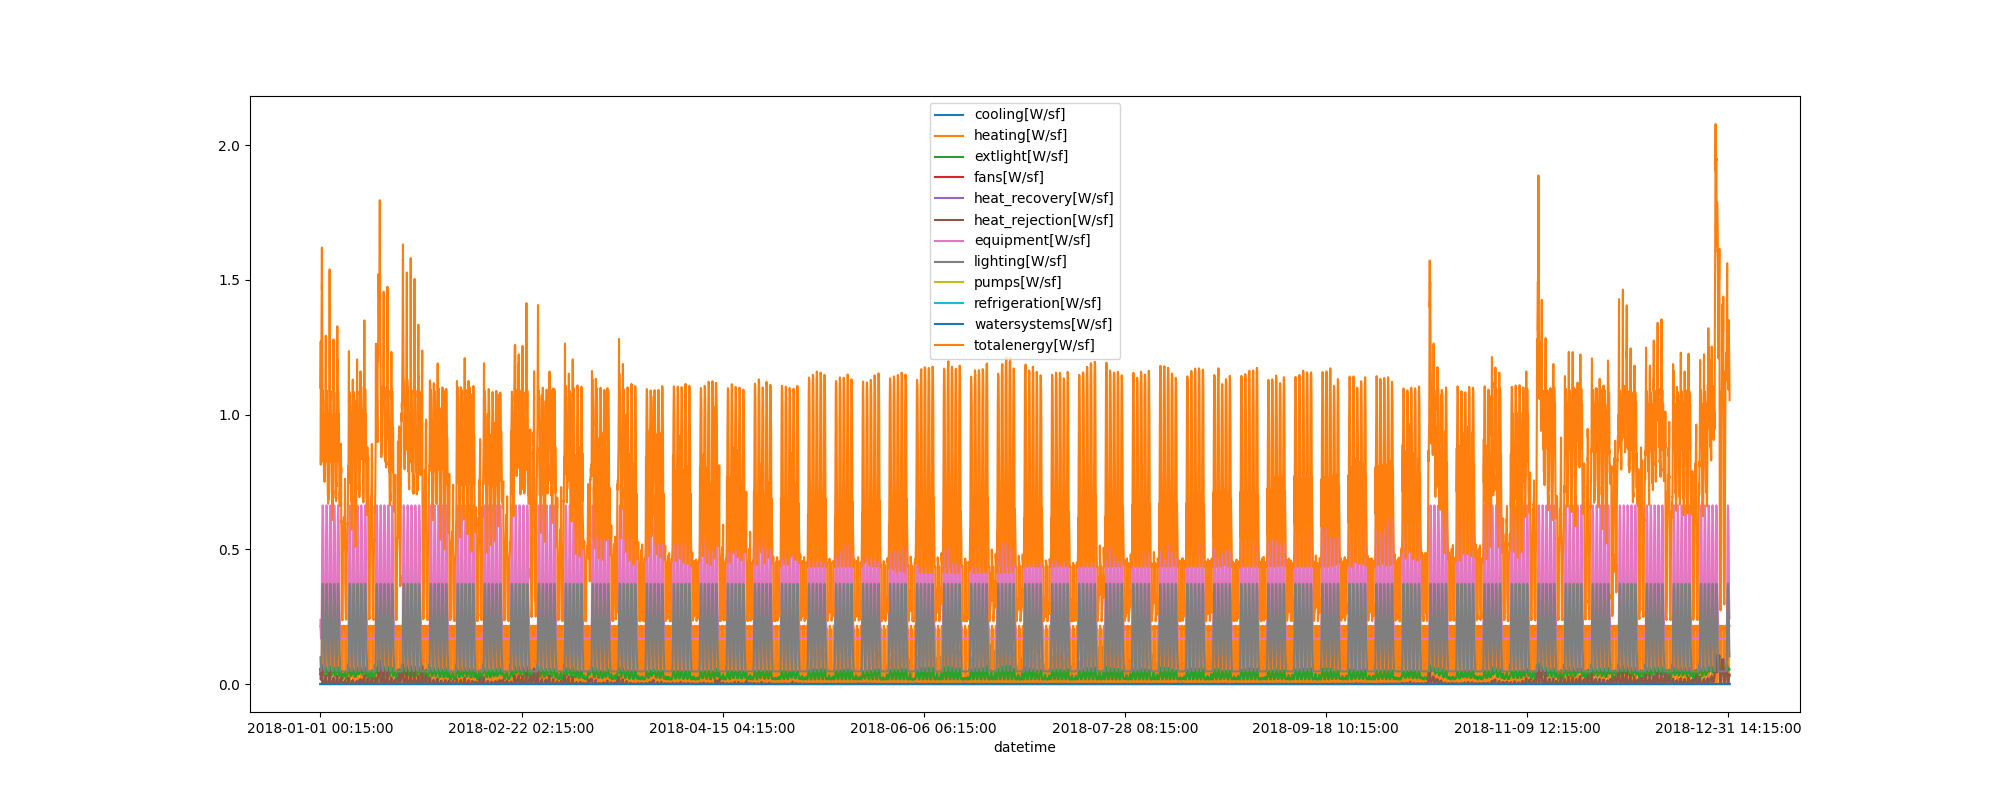 cooling[W/sf]
heating[W/sf]
extlight[W/sf]
fans[W/sf]
heat_recovery[W/sf]
heat_rejection[W/sf]
equipment[W/sf]
lighting[W/sf]
pumps[W/sf]
refrigeration[W/sf]
watersystems[W/sf]
totalenergy[W/sf]
2.0
1.5
1.0
0.5
0.0
2018-01-01 00:15:00 2018-02-22 02:15:00 2018-04-15 04:15:00 2018-06-06 06:15:00 2018-07-28 08:15:00 2018-09-18 10:15:00 2018-11-09 12:15:00 2018-12-31 14:15:00
datetime